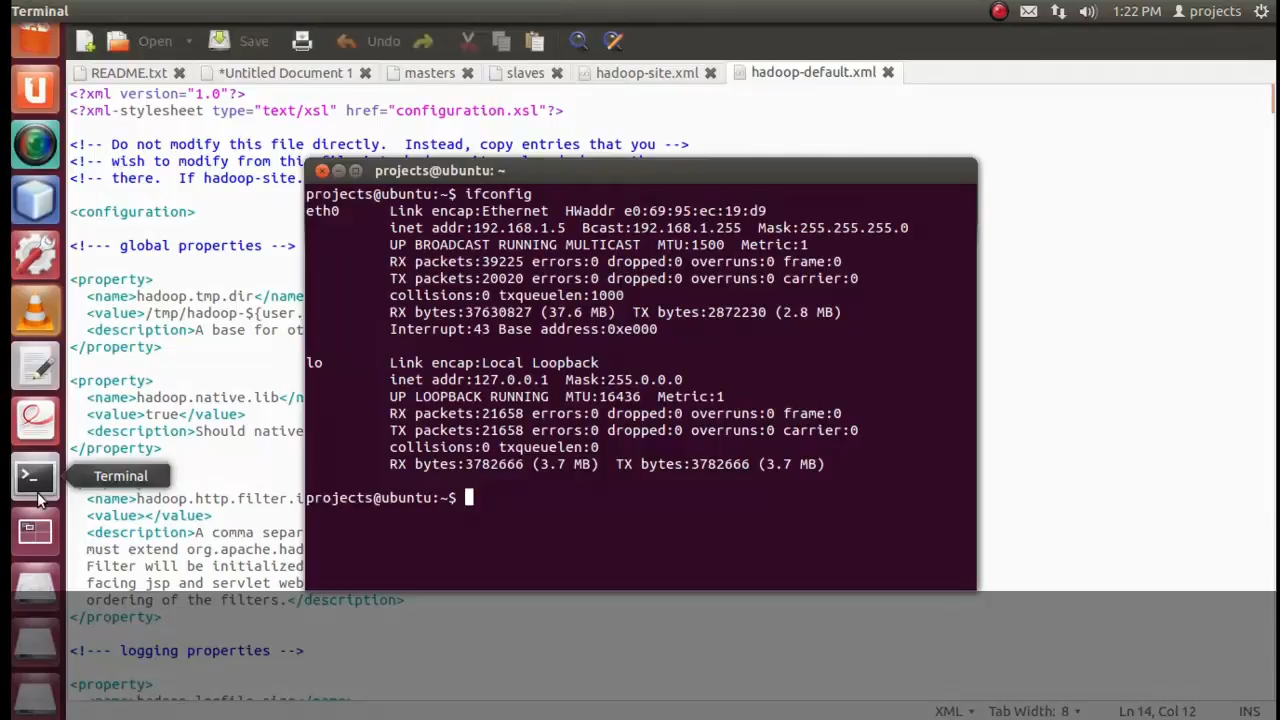 Terminal
1:22 PM projects
Open Save Undo
README.txt *Untitled Document 1 masters slaves hadoop-site.xml hadoop-default.xml
<?xml version="1.0"?>
<?xml-stylesheet type="text/xsl" href="configuration.xsl"?>
<!-- Do not modify this file directly.  Instead, copy entries that you -->
<!-- wish to modify from this
<!-- there.  If hadoop-site.
<configuration>
<!--- global properties -->
<property>
<name>hadoop.tmp.dir</name
<value>/tmp/hadoop-${user.
<description>A base for ot
</property>
<property>
<name>hadoop.native.lib</n
<value>true</value>
<description>Should native
</property>
<name>hadoop.http.filter.i
<value></value>
<description>A comma separ
must extend org.apache.had
Filter will be initialized
facing jsp and servlet web
ordering of the filters.</description>
</property>
<!--- logging properties -->
<property>
projects@ubuntu: ~
projects@ubuntu:~$ ifconfig
eth0 Link encap:Ethernet  HWaddr e0:69:95:ec:19:d9
inet addr:192.168.1.5  Bcast:192.168.1.255  Mask:255.255.255.0
UP BROADCAST RUNNING MULTICAST  MTU:1500  Metric:1
RX packets:39225 errors:0 dropped:0 overruns:0 frame:0
TX packets:20020 errors:0 dropped:0 overruns:0 carrier:0
collisions:0 txqueuelen:1000
RX bytes:37630827 (37.6 MB)  TX bytes:2872230 (2.8 MB)
Interrupt:43 Base address:0xe000
lo Link encap:Local Loopback
inet addr:127.0.0.1  Mask:255.0.0.0
UP LOOPBACK RUNNING  MTU:16436  Metric:1
RX packets:21658 errors:0 dropped:0 overruns:0 frame:0
TX packets:21658 errors:0 dropped:0 overruns:0 carrier:0
collisions:0 txqueuelen:0
RX bytes:3782666 (3.7 MB)  TX bytes:3782666 (3.7 MB)
projects@ubuntu:~$
Terminal
XML Tab Width: 8 Ln 14, Col 12 INS